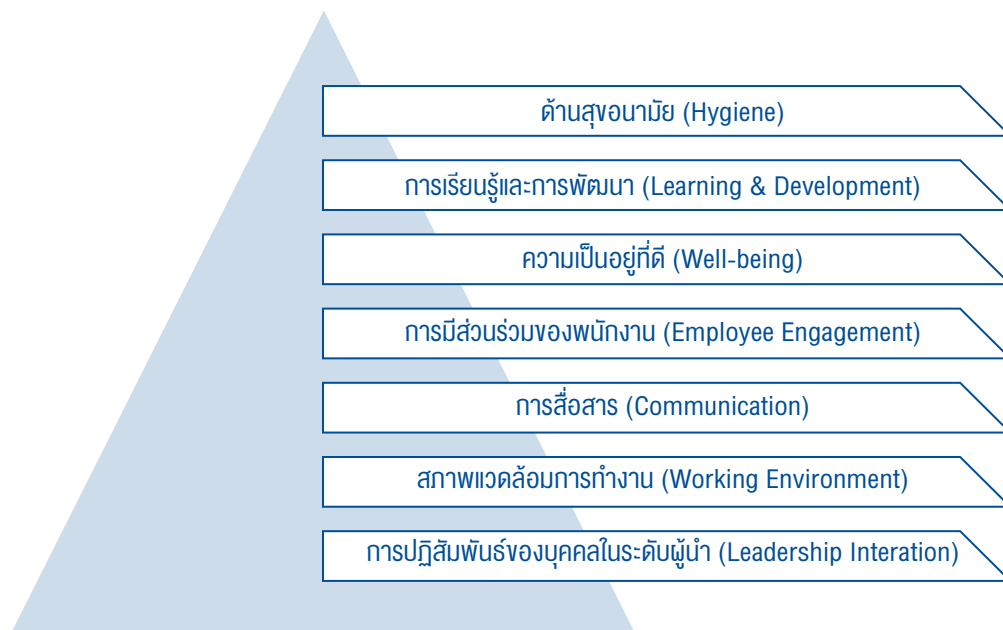 ด้านสุขอนามัย (Hygiene)
การเรียนรู้และการพัฒนา (Learning & Development)
ความเป็นอยู่ที่ดี (Well-being)
การมีส่วนร่วมของพนักงาน (Employee Engagement)
การสื่อสาร (Communication)
สภาพแวดล้อมการทำงาน (Working Environment)
การปฏิสัมพันธ์ของบุคคลในระดับผู้นำ (Leadership Interation)